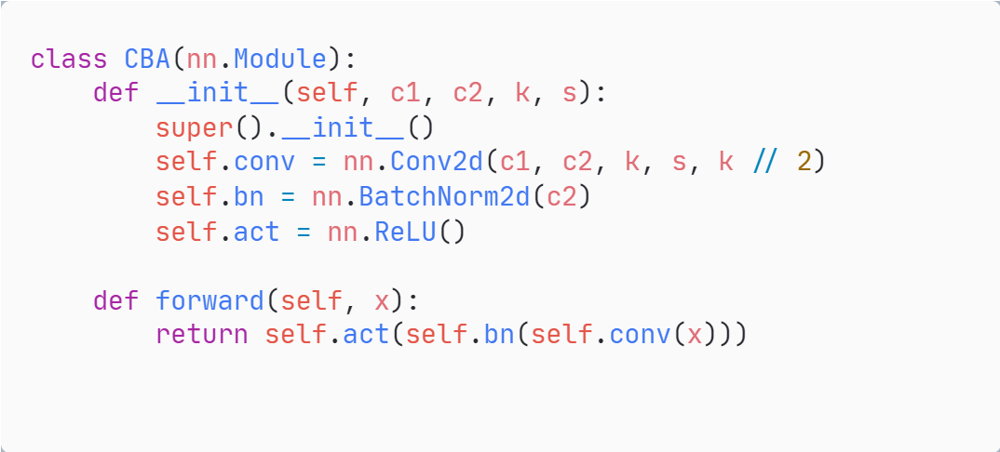 class CBA(nn.Module):
    def __init__(self, c1, c2, k, s):
        super().__init__()
        self.conv = nn.Conv2d(c1, c2, k, s, k // 2)
        self.bn = nn.BatchNorm2d(c2)
        self.act = nn.ReLU()

    def forward(self, x):
        return self.act(self.bn(self.conv(x)))